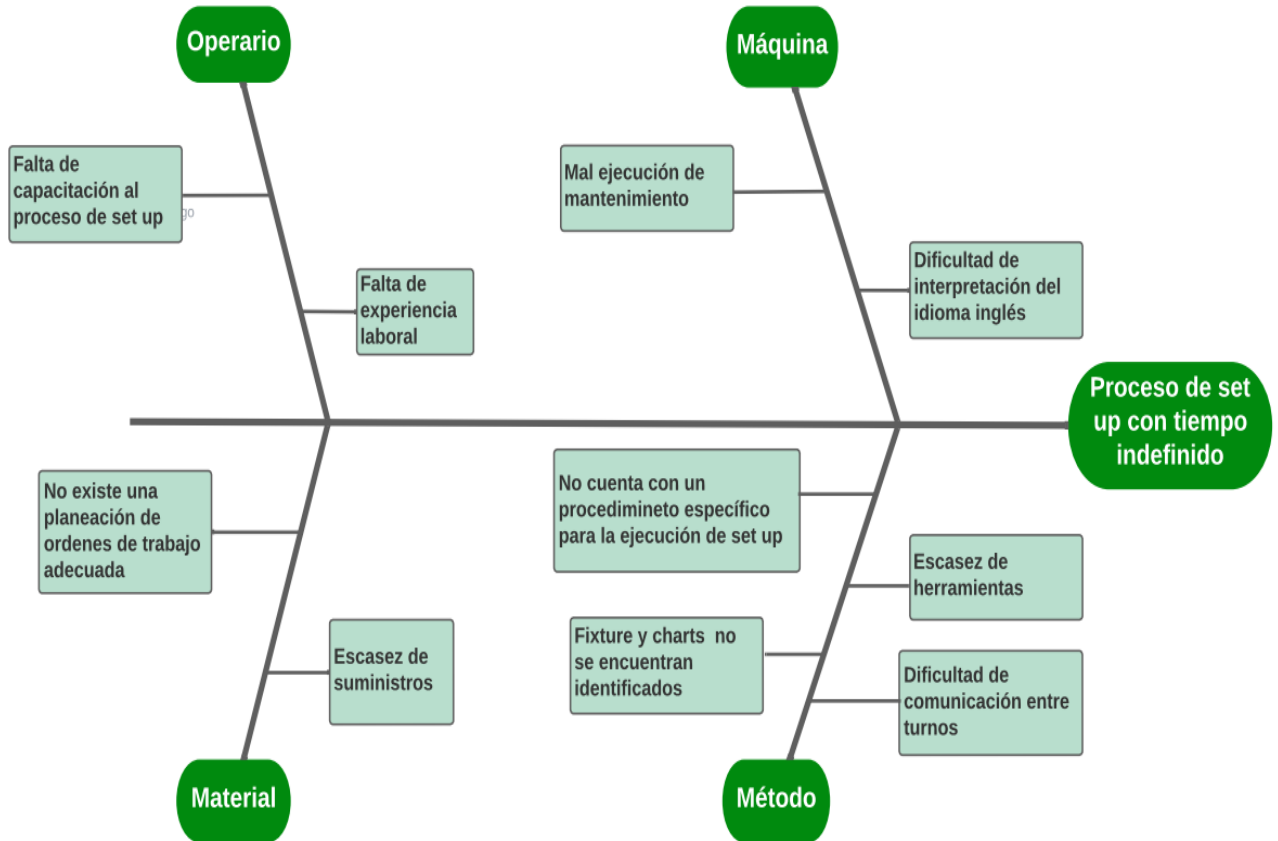 Operario
Máquina
Falta de
capacitación al
proceso de set up
go
Mal ejecución de
mantenimiento
Falta de
experiencia
laboral
Dificultad de
interpretación del
idioma inglés
Proceso de set
up con tiempo
indefinido
No existe una
planeación de
ordenes de trabajo
adecuada
No cuenta con un
procedimineto específico
para la ejecución de set up
Escasez de
herramientas
Escasez de
suministros
Fixture y charts no
se encuentran
identificados
Dificultad de
comunicación entre
turnos
Material
Método